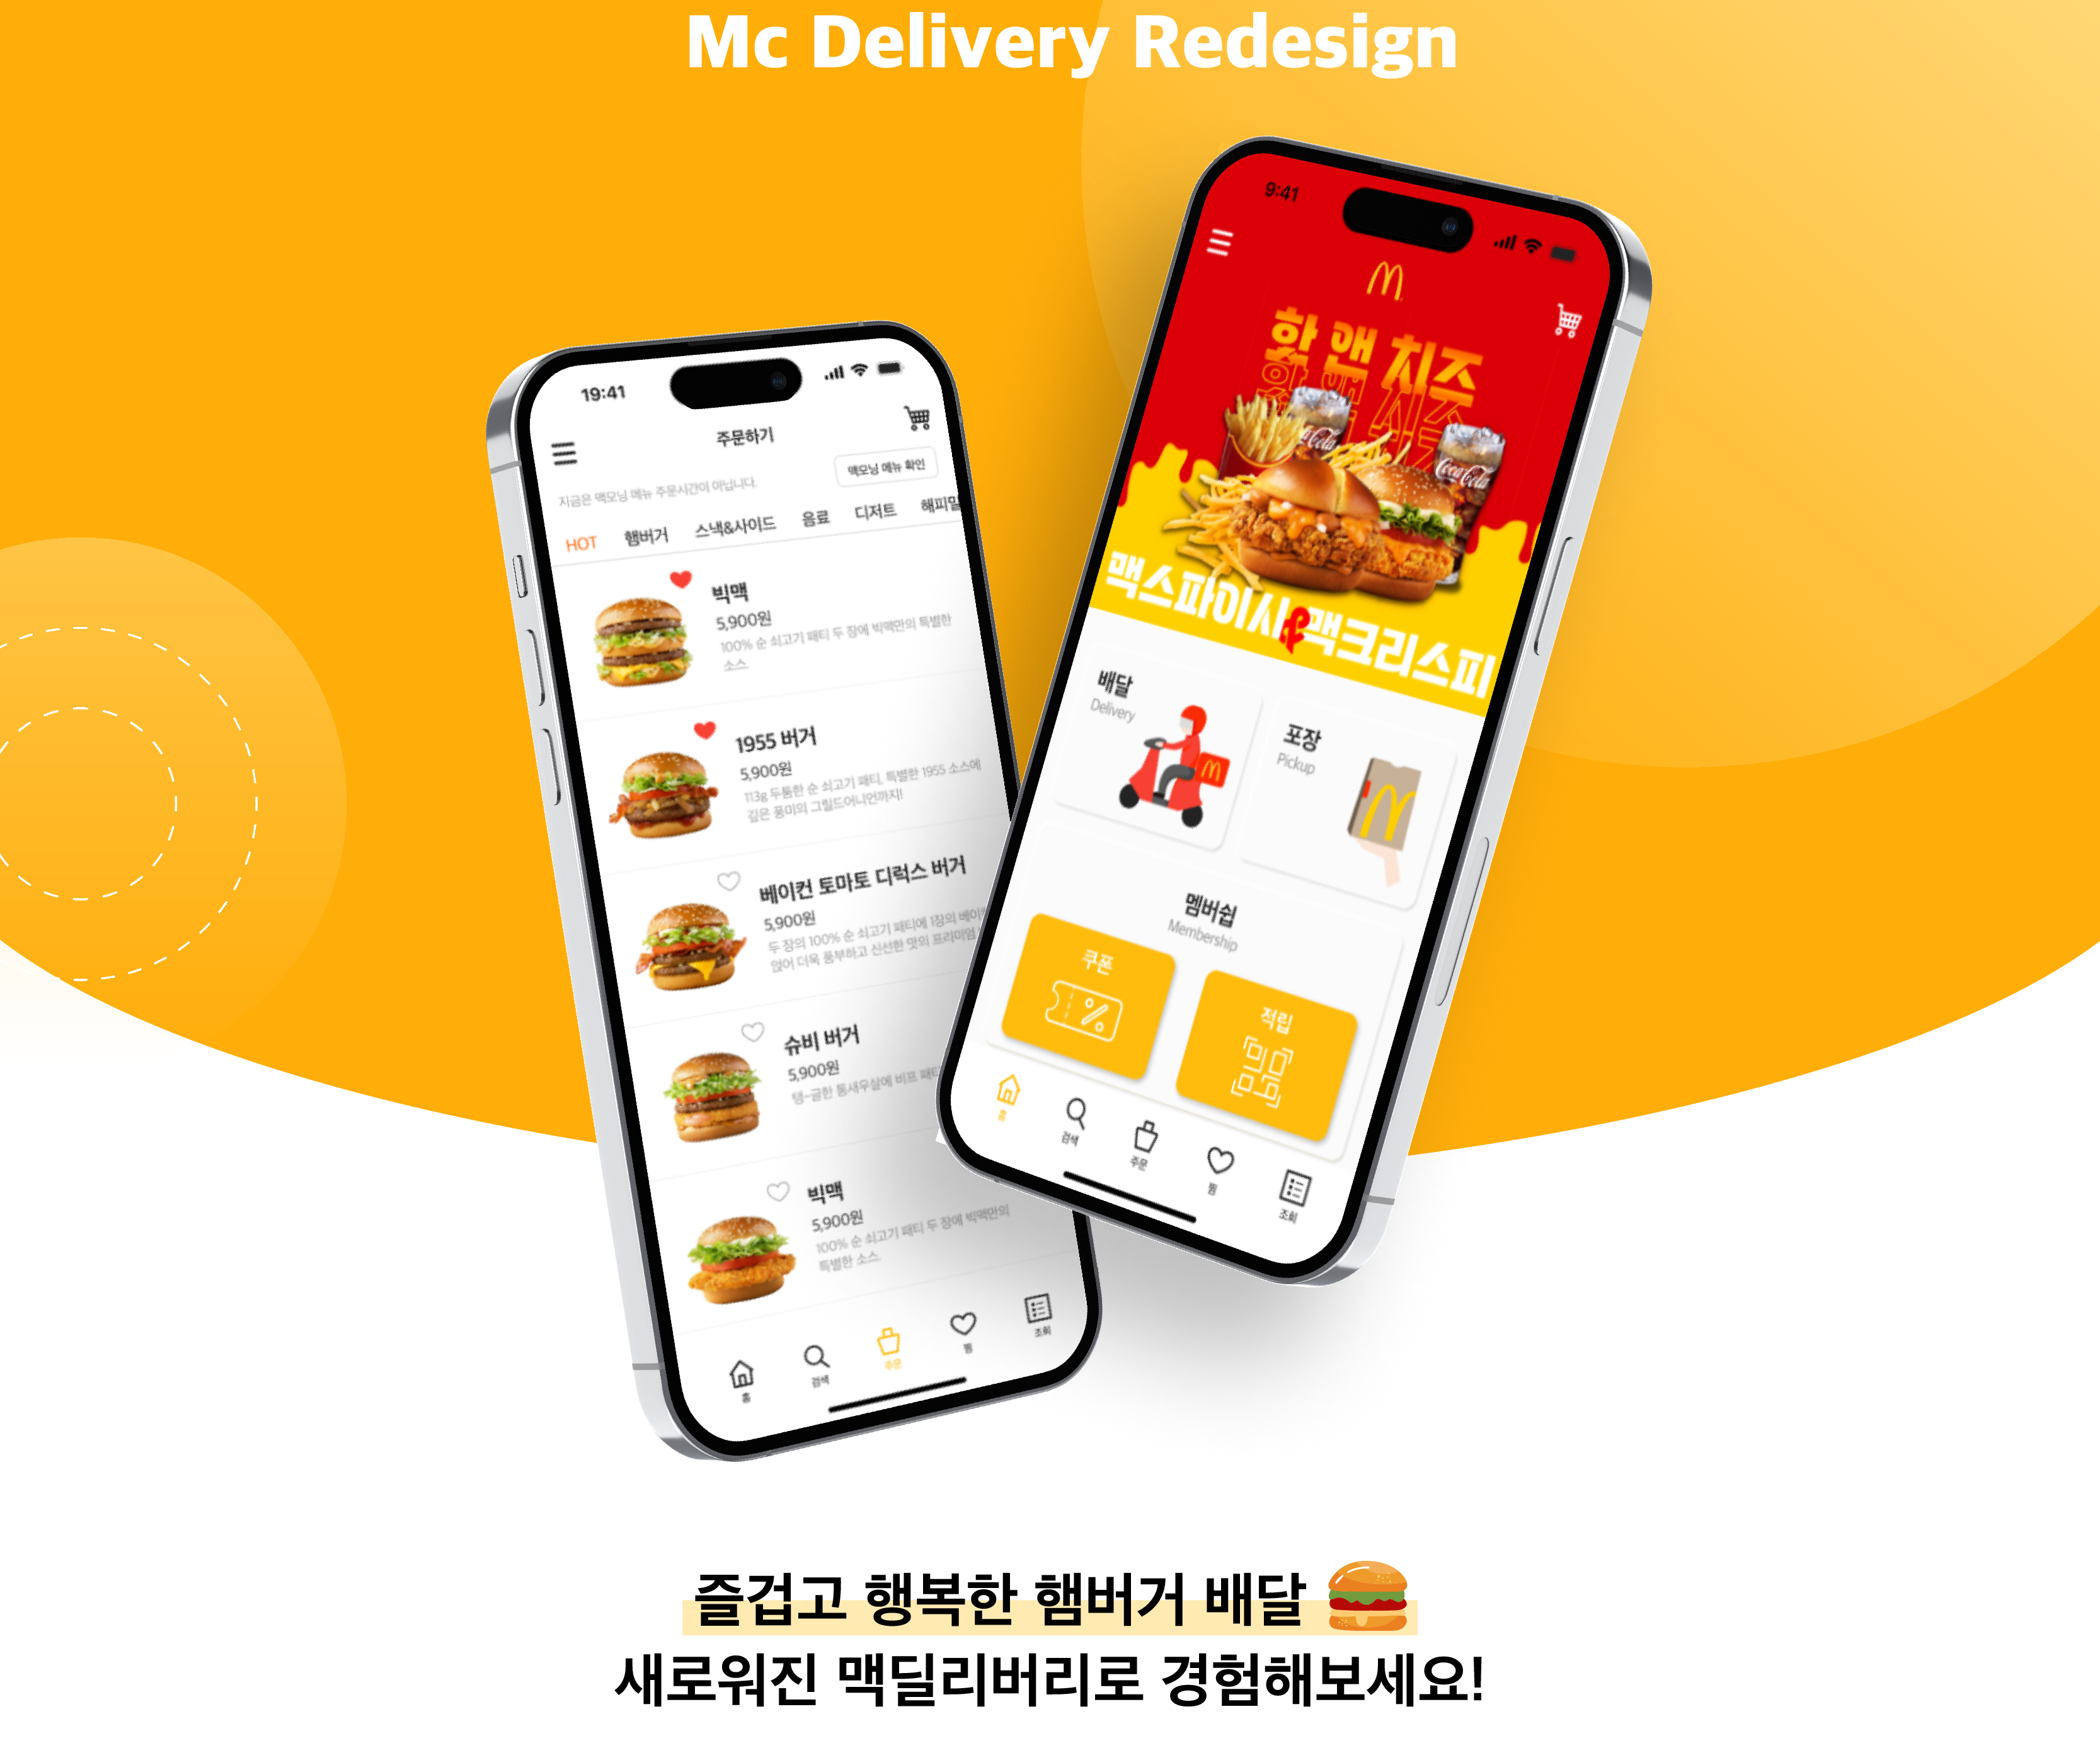 Mc Delivery Redesign
19:41
주문하기
지금은 맥모닝 메뉴 주문시간이 아닙니다.
맥모닝 메뉴 확인
HOT 햄버거 스낵&사이드 음료 디저트 해피밀
빅맥
5,900원
100% 순 쇠고기 패티 두 장에 빅맥만의 특별한
소스.
1955 버거
5,900원
113g 두툼한 순 쇠고기 패티, 특별한 1955 소스에
깊은 풍미의 그릴드어니언까지!
베이컨 토마토 디럭스 버거
5,900원
두 장의 100% 순 쇠고기 패티에 1장의 베이컨
얹어 더욱 풍부하고 신선한 맛의 프리미엄
슈비 버거
5,900원
탱~글한 통새우살에 비프 패티
빅맥
5,900원
100% 순 쇠고기 패티 두 장에 빅맥만의
특별한 소스.
홈 검색 주문 찜 조회
9:41
핫 앤 치즈
핫 앤 치즈
Coca-Cola
Coca-Cola
맥스파이시&맥크리스피
배달
Delivery
포장
Pickup
멤버쉽
Membership
쿠폰
적립
홈 검색 주문 찜 조회
즐겁고 행복한 햄버거 배달
새로워진 맥딜리버리로 경험해보세요!